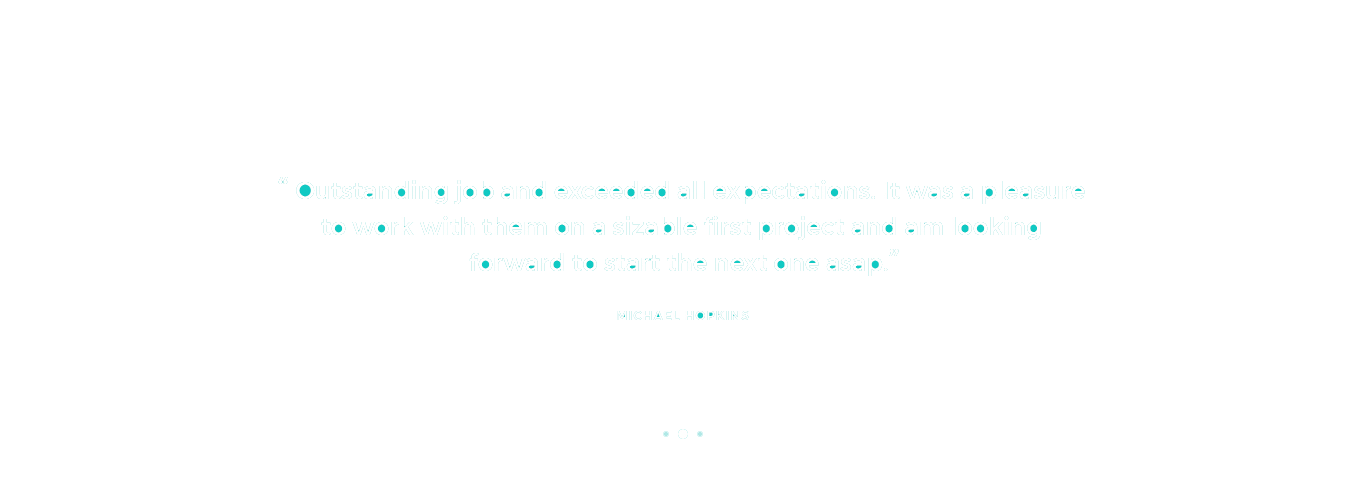 “Outstanding job and exceeded all expectations. It was a pleasure
to work with them on a sizable first project and am looking
forward to start the next one asap.”
MICHAEL HOPKINS